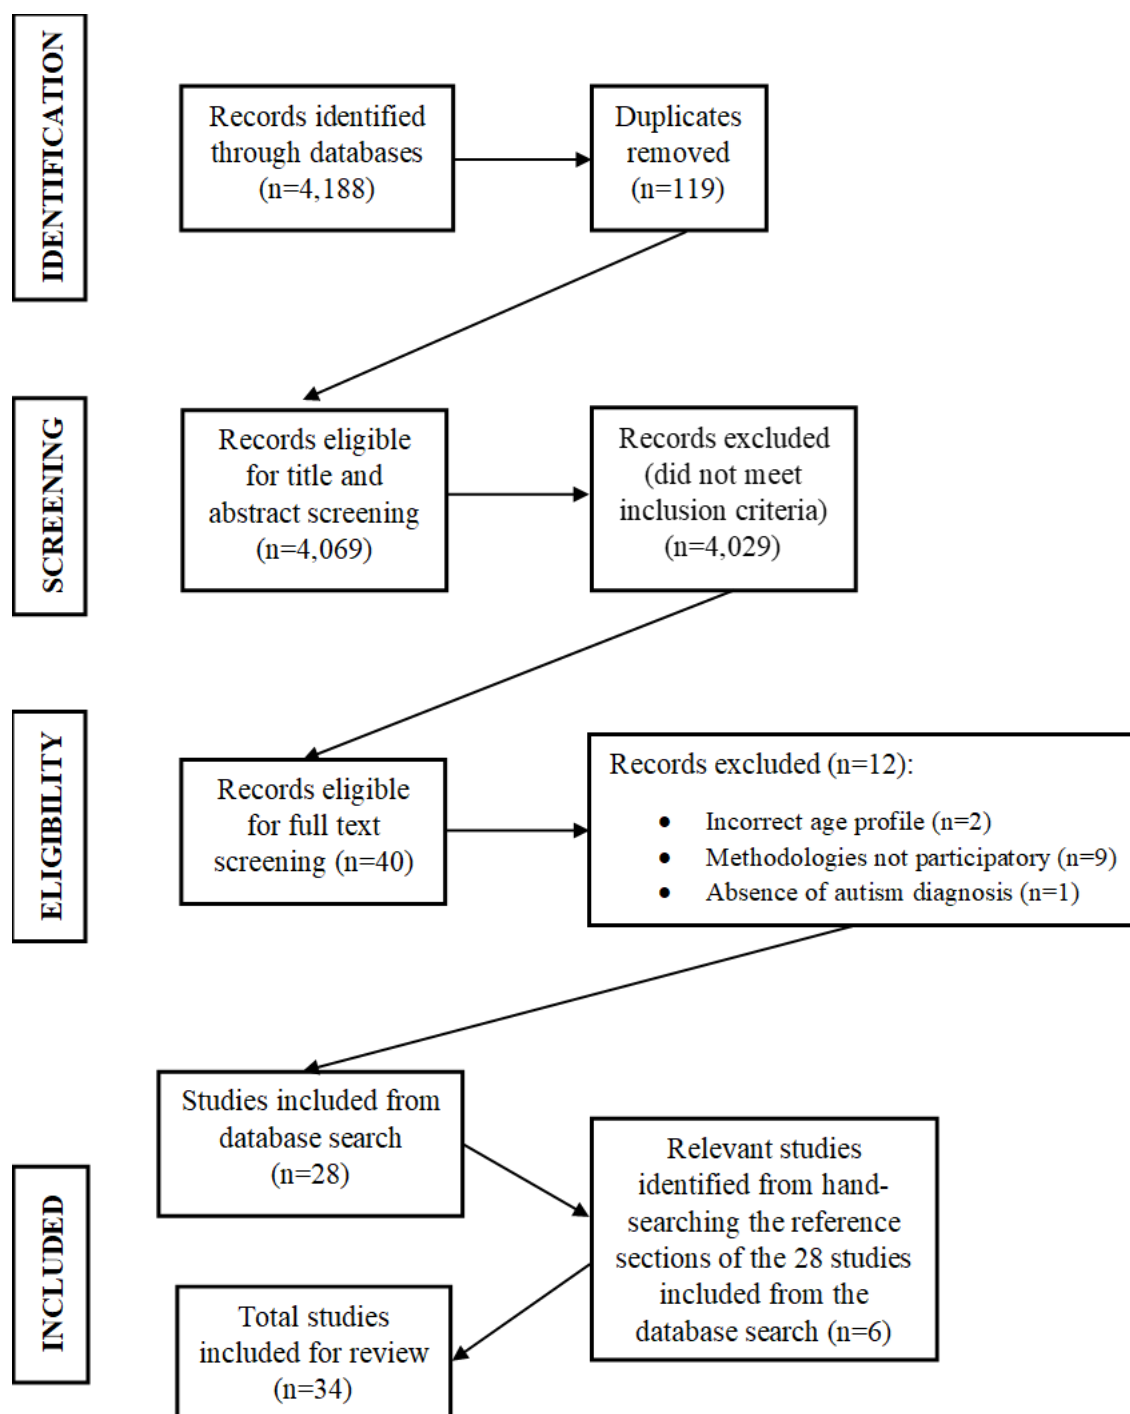 IDENTIFICATION
Records identified
through databases
(n=4,188)
Duplicates
removed
(n=119)
SCREENING
Records eligible
for title and
abstract screening
(n=4,069)
Records excluded
(did not meet
inclusion criteria)
(n=4,029)
ELIGIBILITY
Records eligible
for full text
screening (n=40)
Records excluded (n=12):
• Incorrect age profile (n=2)
• Methodologies not participatory (n=9)
• Absence of autism diagnosis (n=1)
INCLUDED
Studies included from
database search
(n=28)
Relevant studies
identified from hand-
searching the reference
sections of the 28 studies
included from the
database search (n=6)
Total studies
included for review
(n=34)